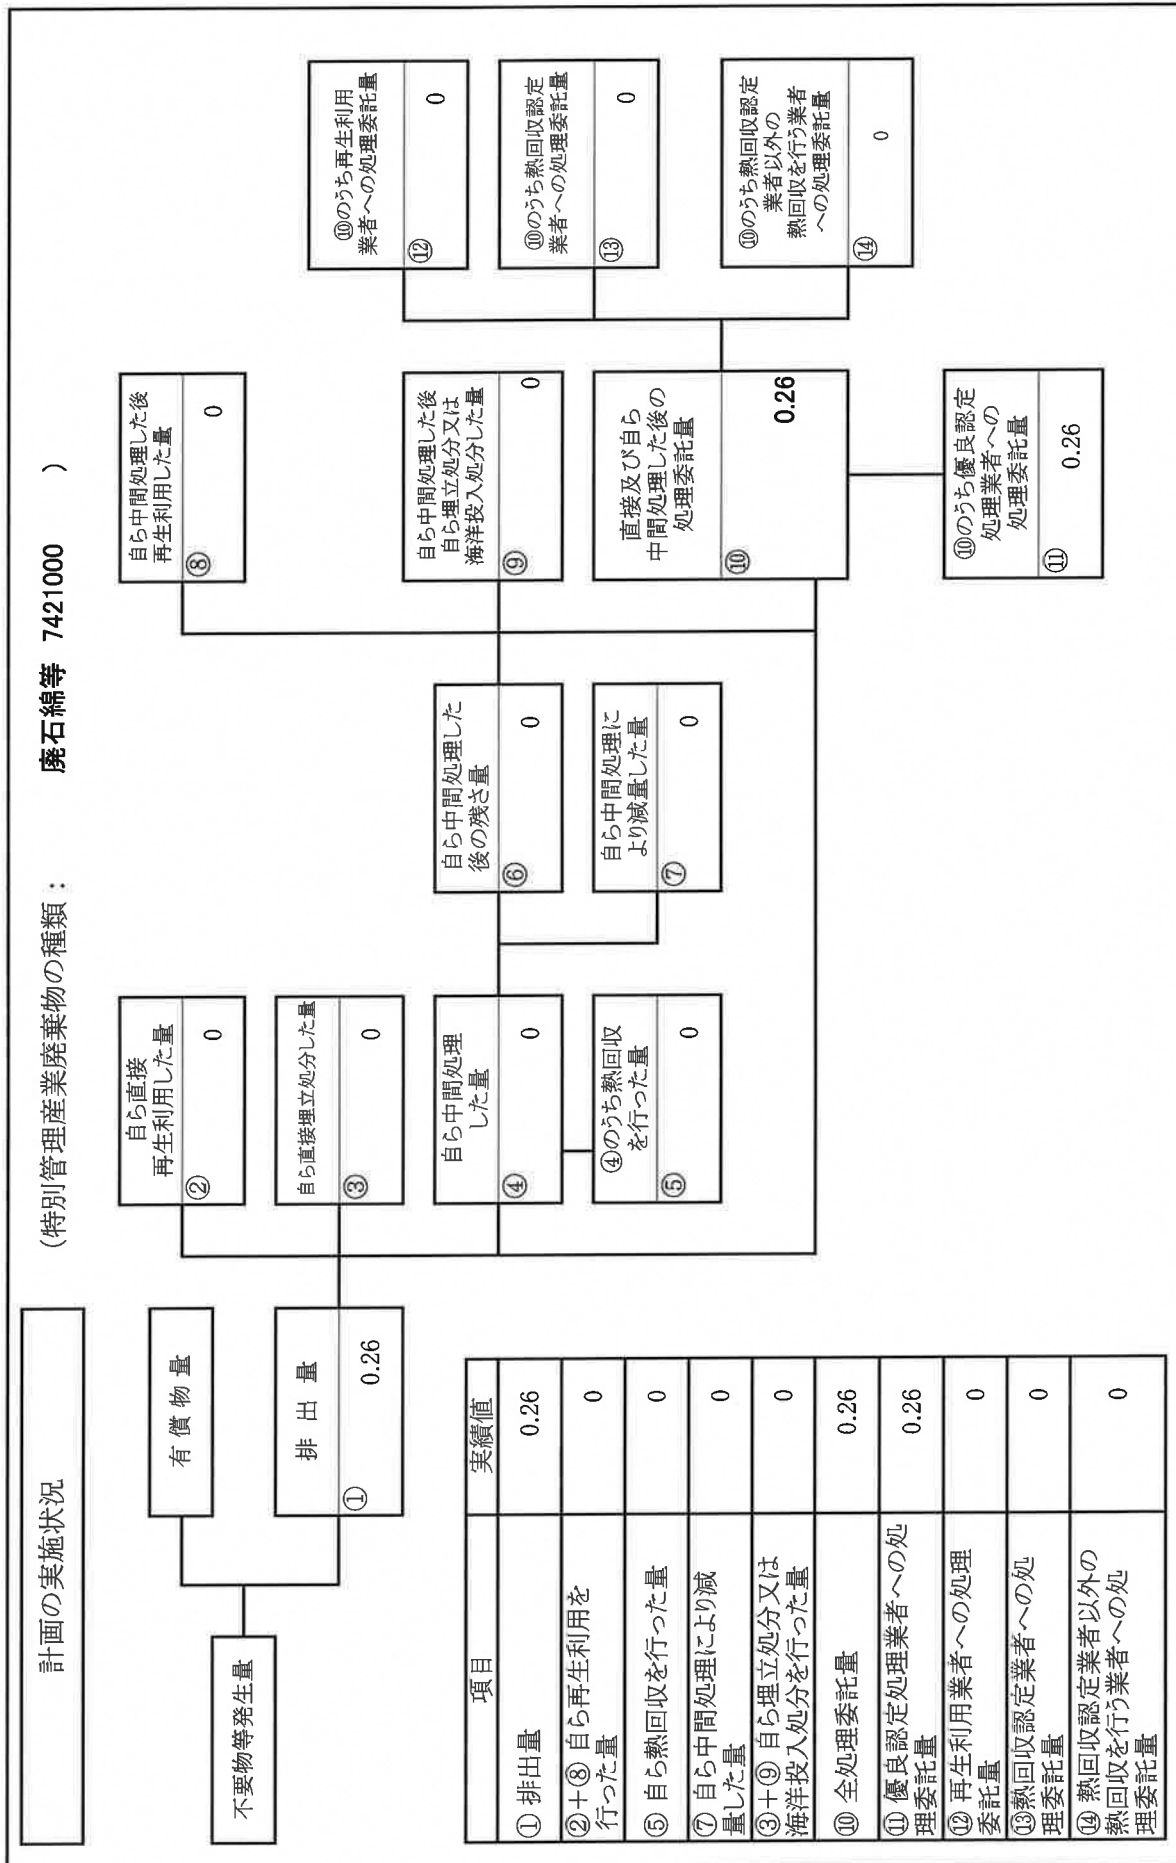 計画の実施状況
(特別管理産業廃棄物の種類： 廃石綿等 7421000 )
不要物等発生量
有償物量
排出量
① 0.26
自ら直接
再生利用した量
② 0
自ら直接埋立処分した量
③ 0
自ら中間処理
した量
④ 0
④のうち熱回収
を行った量
⑤ 0
自ら中間処理した
後の残さ量
⑥ 0
自ら中間処理に
より減量した量
⑦ 0
自ら中間処理した後
再生利用した量
⑧ 0
自ら中間処理した後
自ら埋立処分又は
海洋投入処分した量
⑨ 0
直接及び自ら
中間処理した後の
処理委託量
⑩ 0.26
⑩のうち優良認定
処理業者への
処理委託量
⑪ 0.26
⑩のうち再生利用
業者への処理委託量
⑫ 0
⑩のうち熱回収認定
業者への処理委託量
⑬ 0
⑩のうち熱回収認定
業者以外の
熱回収を行う業者
への処理委託量
⑭ 0
項目 実績値
① 排出量 0.26
②＋⑧ 自ら再生利用を
行った量 0
⑤ 自ら熱回収を行った量 0
⑦ 自ら中間処理により減
量した量 0
③＋⑨ 自ら埋立処分又は
海洋投入処分を行った量 0
⑩ 全処理委託量 0.26
⑪ 優良認定処理業者への処
理委託量 0.26
⑫ 再生利用業者への処理
委託量 0
⑬熱回収認定業者への処
理委託量 0
⑭ 熱回収認定業者以外の
熱回収を行う業者への処
理委託量 0